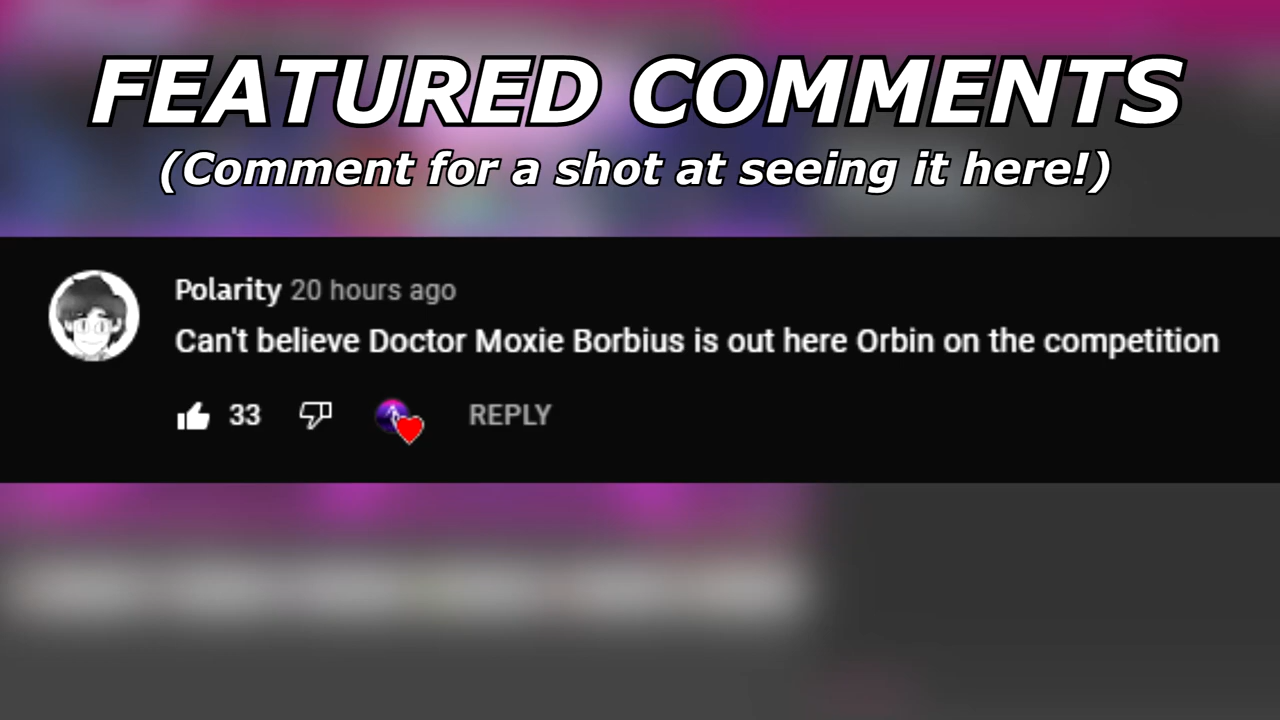 FEATURED COMMENTS
(Comment for a shot at seeing it here!)
Polarity 20 hours ago
Can't believe Doctor Moxie Borbius is out here Orbin on the competition
33 REPLY